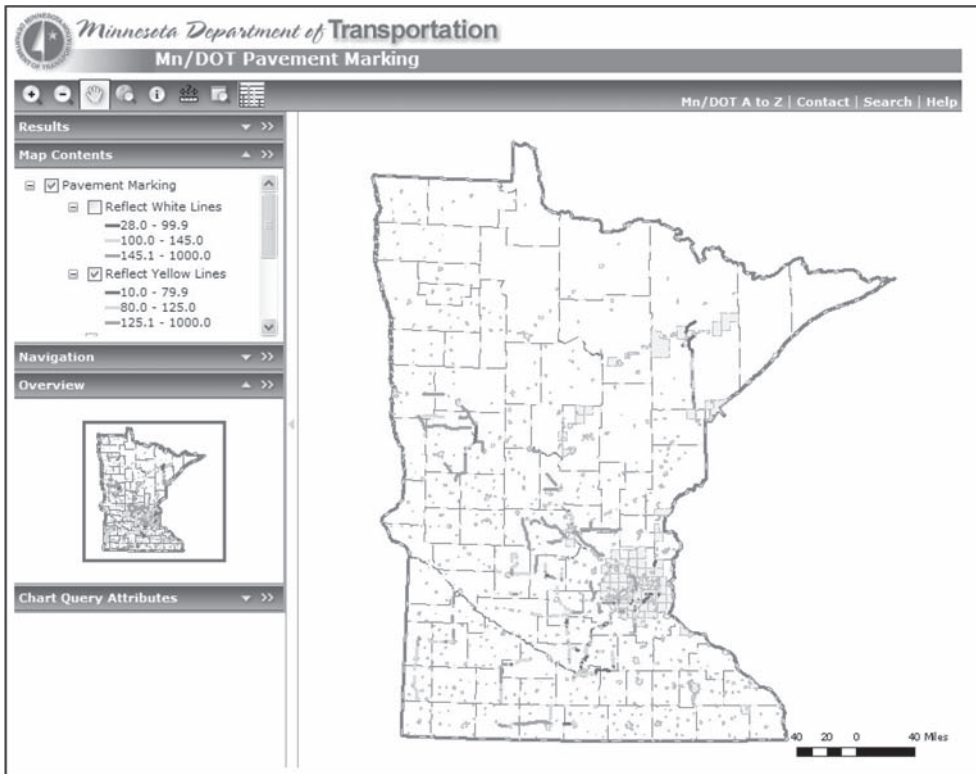 Minnesota Department of Transportation
Mn/DOT Pavement Marking
Mn/DOT A to Z | Contact | Search | Help
Results
Map Contents
Pavement Marking
Reflect White Lines
28.0 - 99.9
100.0 - 145.0
145.1 - 1000.0
Reflect Yellow Lines
10.0 - 79.9
80.0 - 125.0
125.1 - 1000.0
Navigation
Overview
Chart Query Attributes
40 20 0 40 Miles